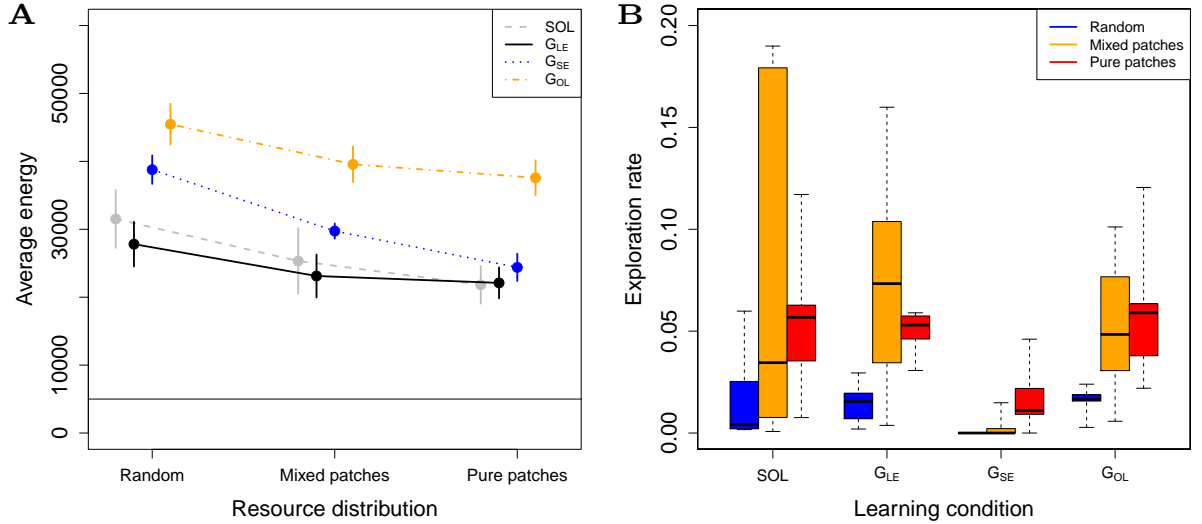 A
SOL
G_LE
G_SE
G_OL
Average energy
50000
30000
10000
0
Random
Mixed patches
Pure patches
Resource distribution
B
Random
Mixed patches
Pure patches
Exploration rate
0.20
0.15
0.10
0.05
0.00
SOL
G_LE
G_SE
G_OL
Learning condition